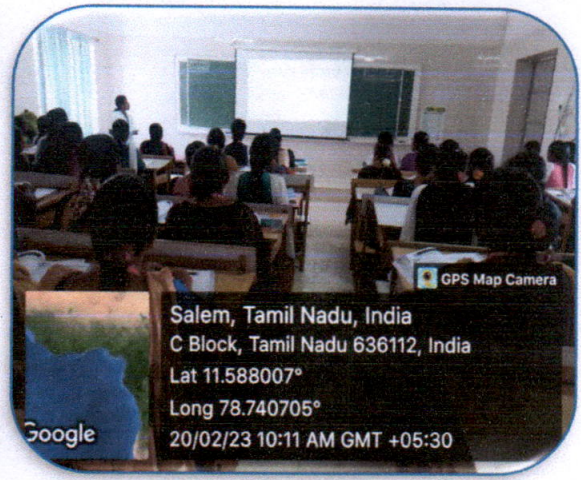 GPS Map Camera
Salem, Tamil Nadu, India
C Block, Tamil Nadu 636112, India
Lat 11.588007°
Long 78.740705°
20/02/23 10:11 AM GMT +05:30
Google